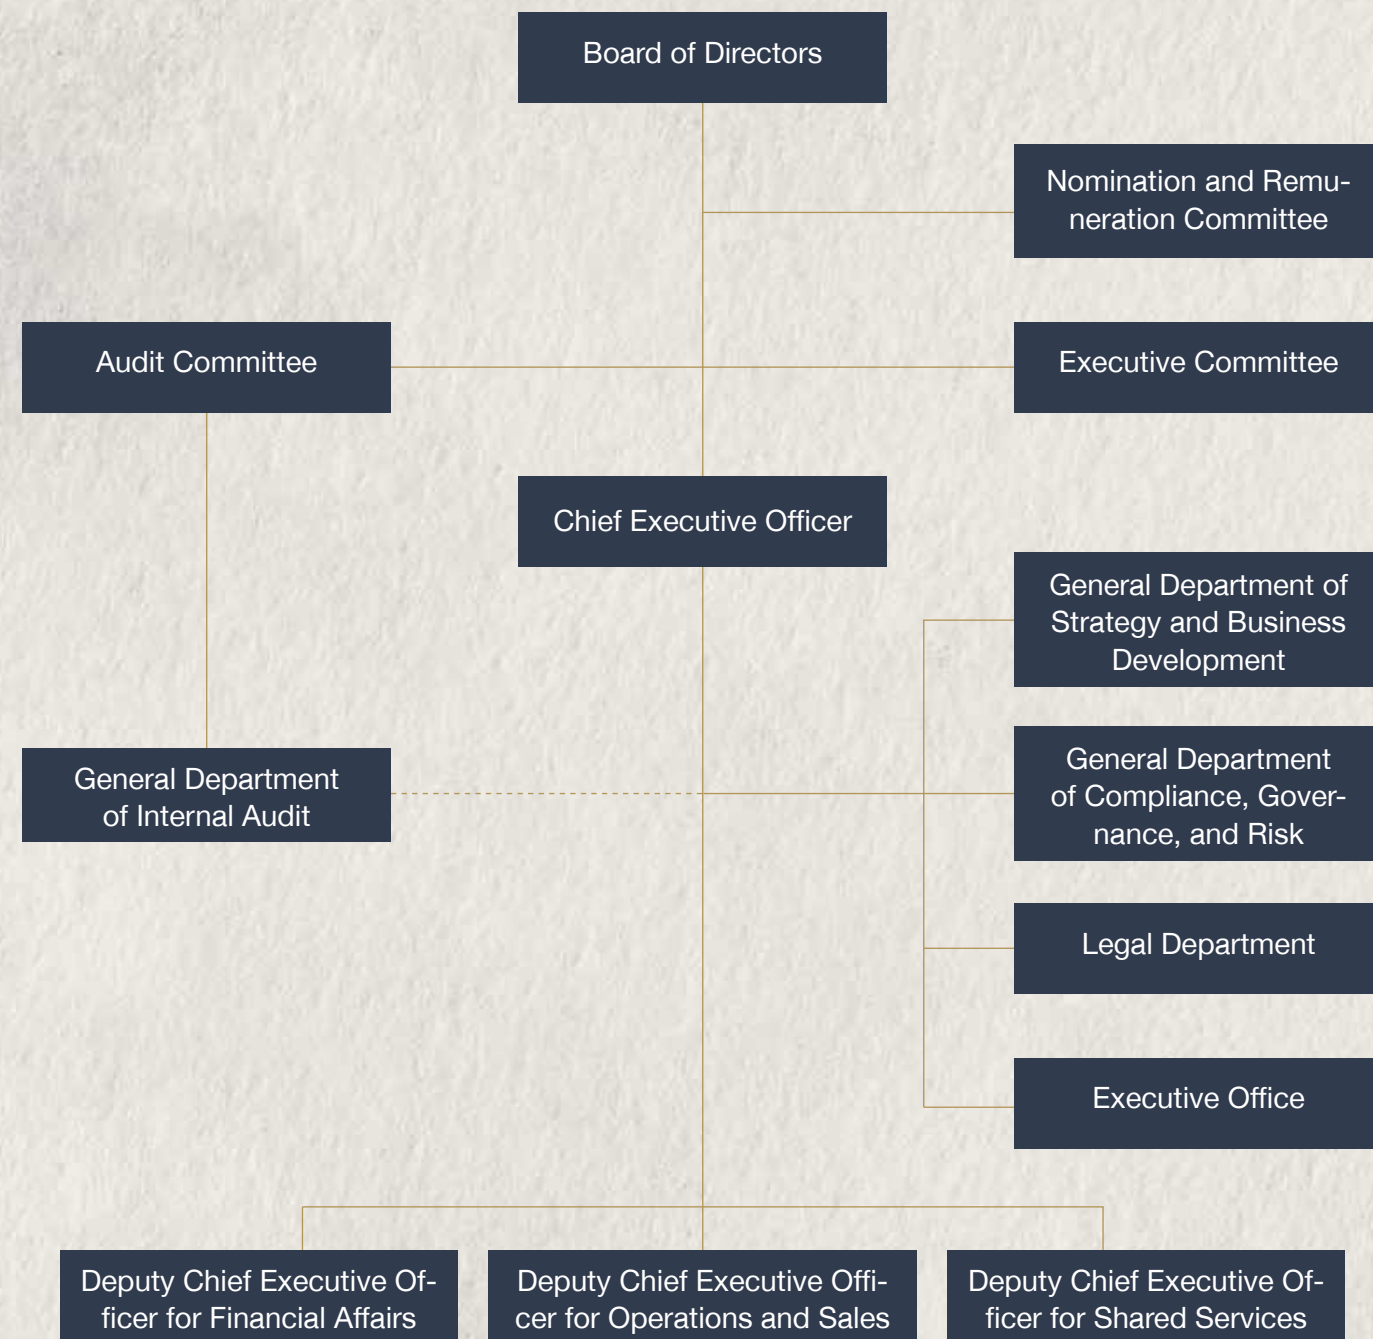 Board of Directors
Nomination and Remu-
neration Committee
Audit Committee
Executive Committee
Chief Executive Officer
General Department of
Strategy and Business
Development
General Department
of Internal Audit
General Department
of Compliance, Gover-
nance, and Risk
Legal Department
Executive Office
Deputy Chief Executive Of-
ficer for Financial Affairs
Deputy Chief Executive Offi-
cer for Operations and Sales
Deputy Chief Executive Of-
ficer for Shared Services